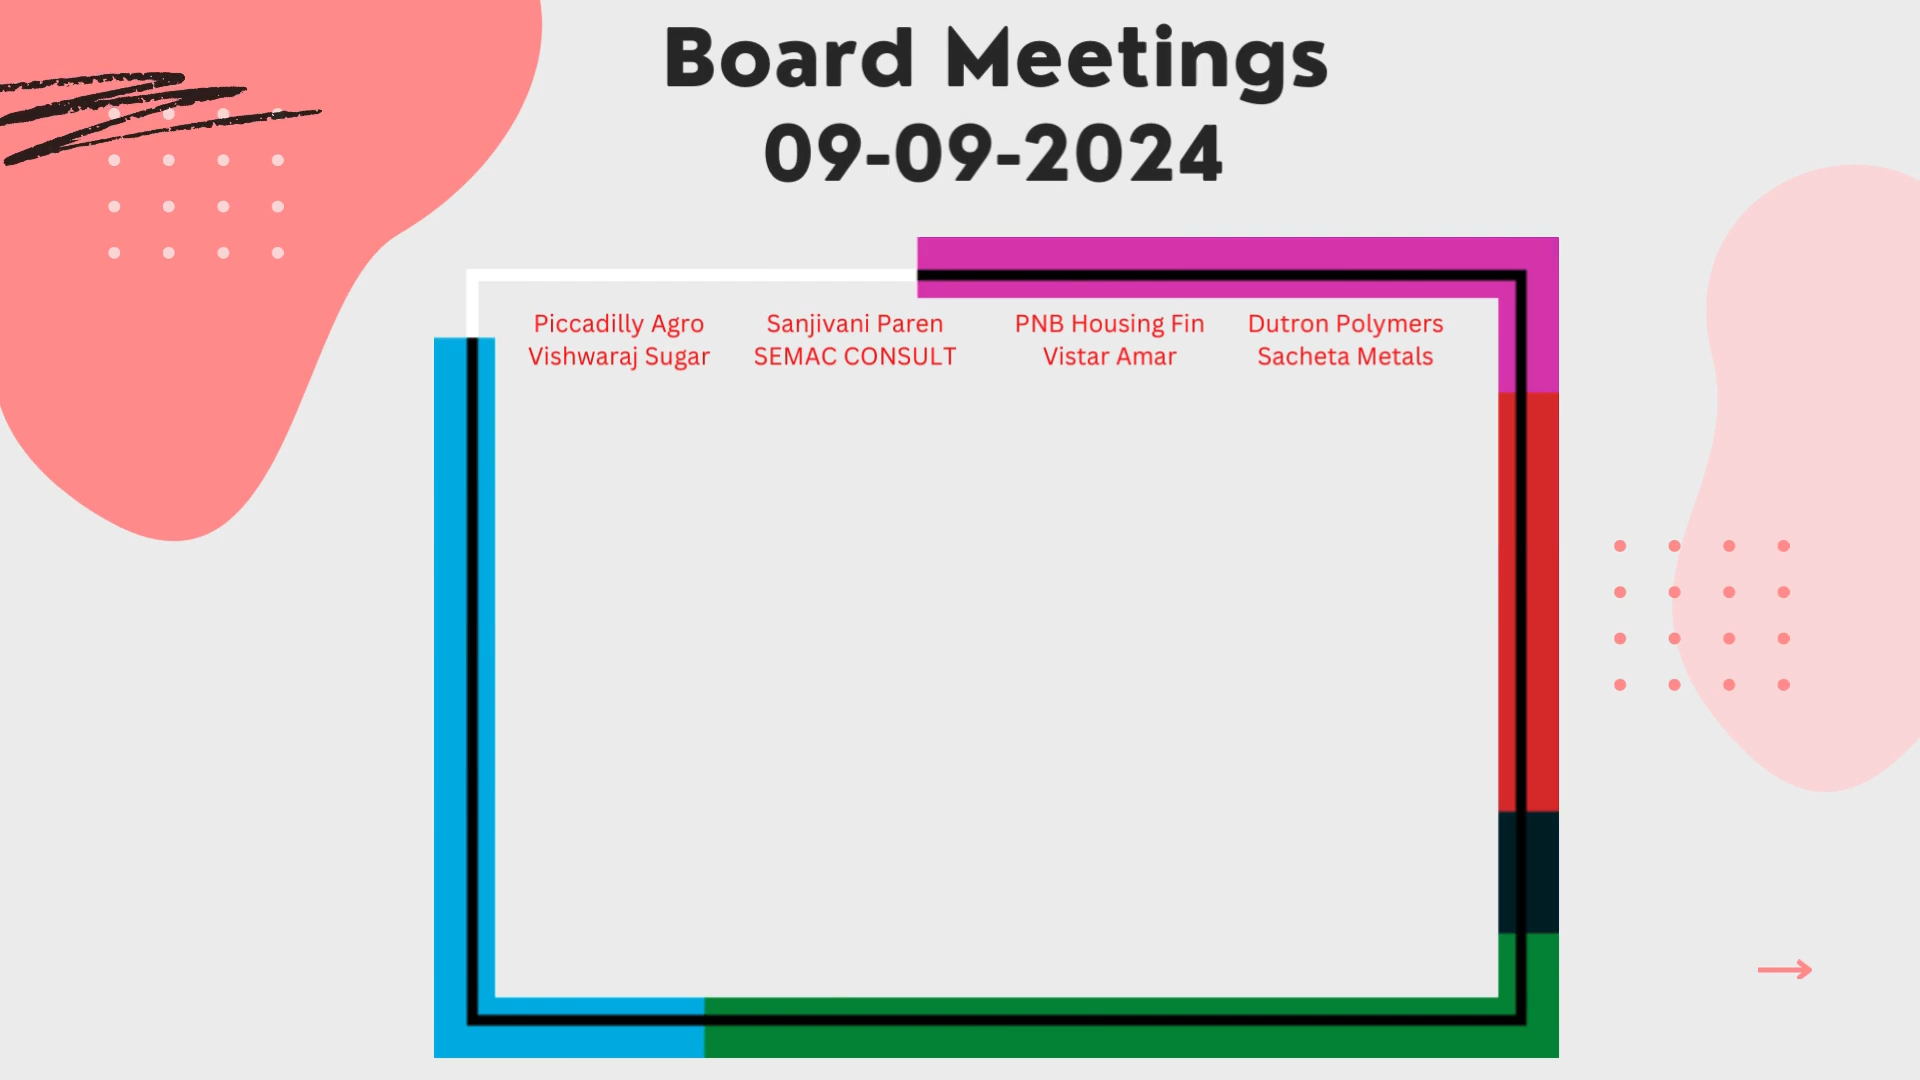 Board Meetings
09-09-2024
Piccadilly Agro Sanjivani Paren PNB Housing Fin Dutron Polymers
Vishwaraj Sugar SEMAC CONSULT Vistar Amar Sacheta Metals